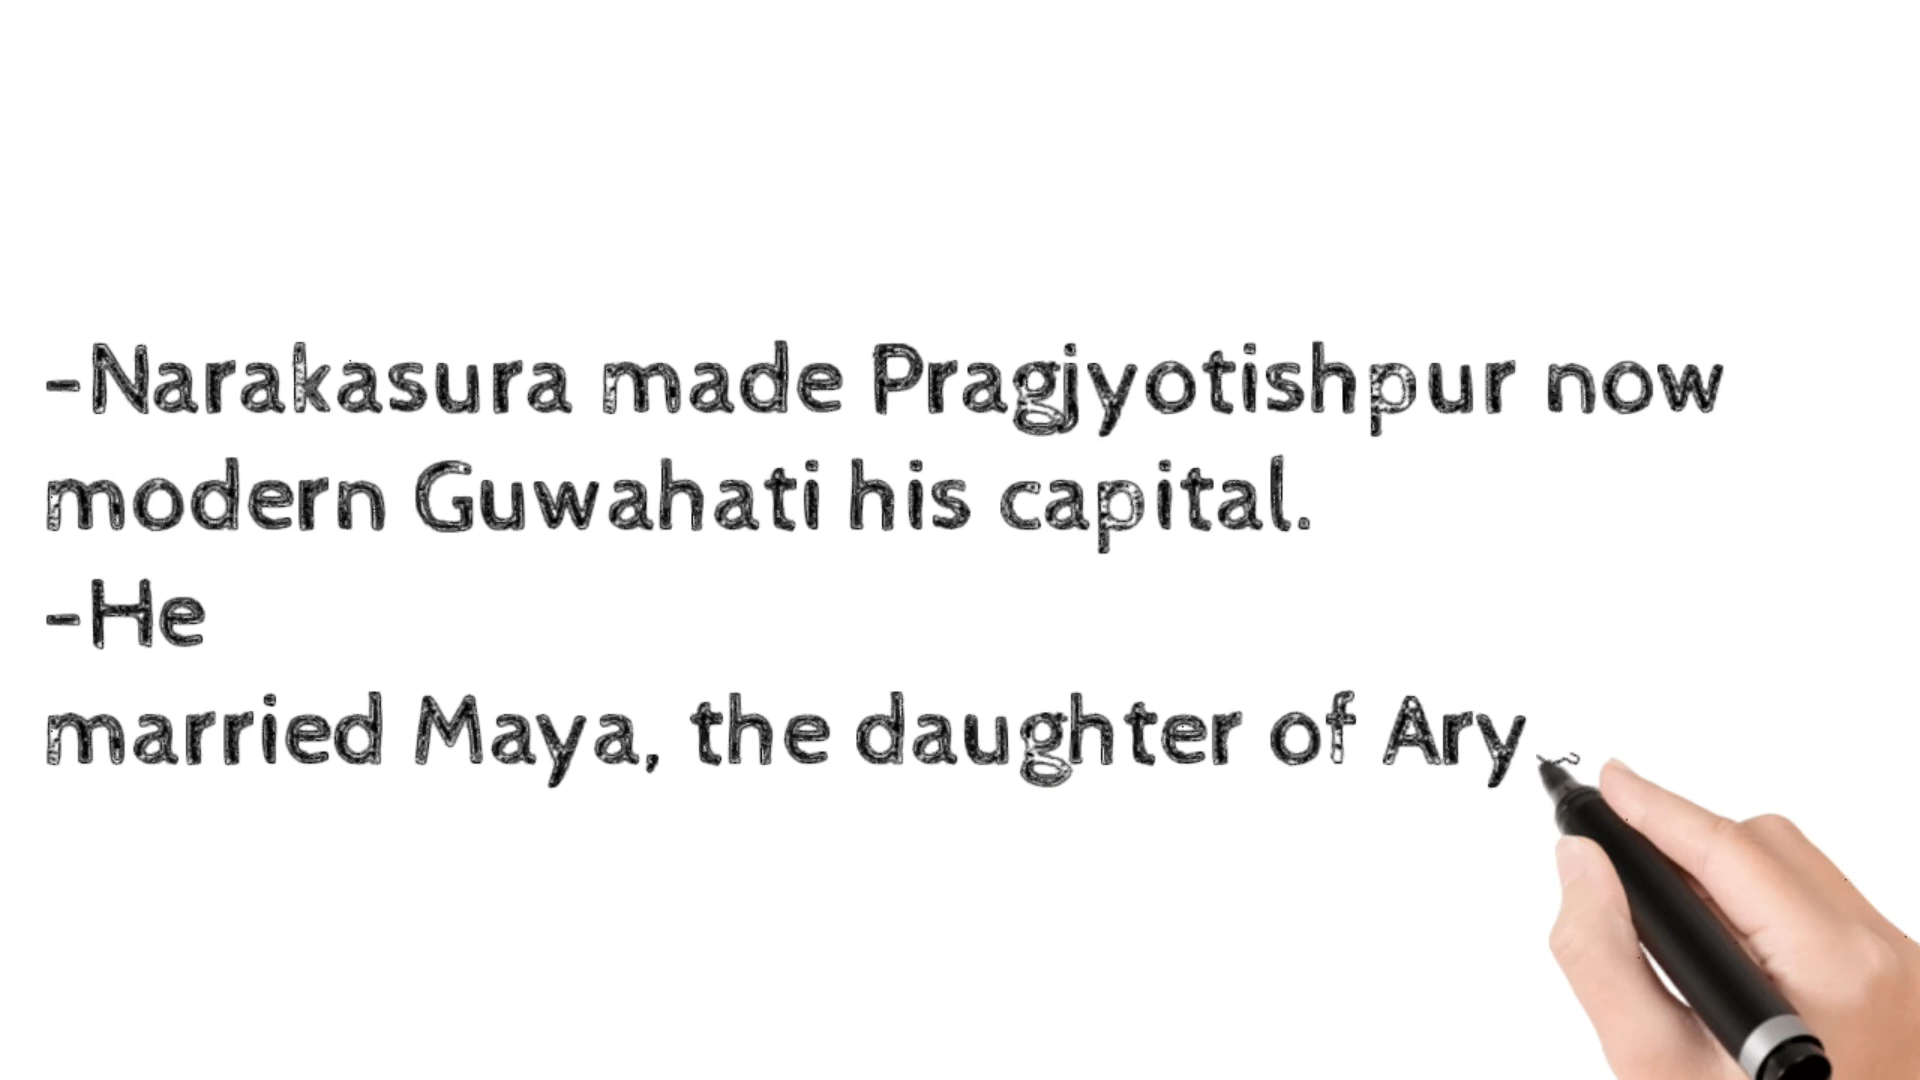 -Narakasura made Pragjyotishpur now
modern Guwahati his capital.
-He
married Maya, the daughter of Ary